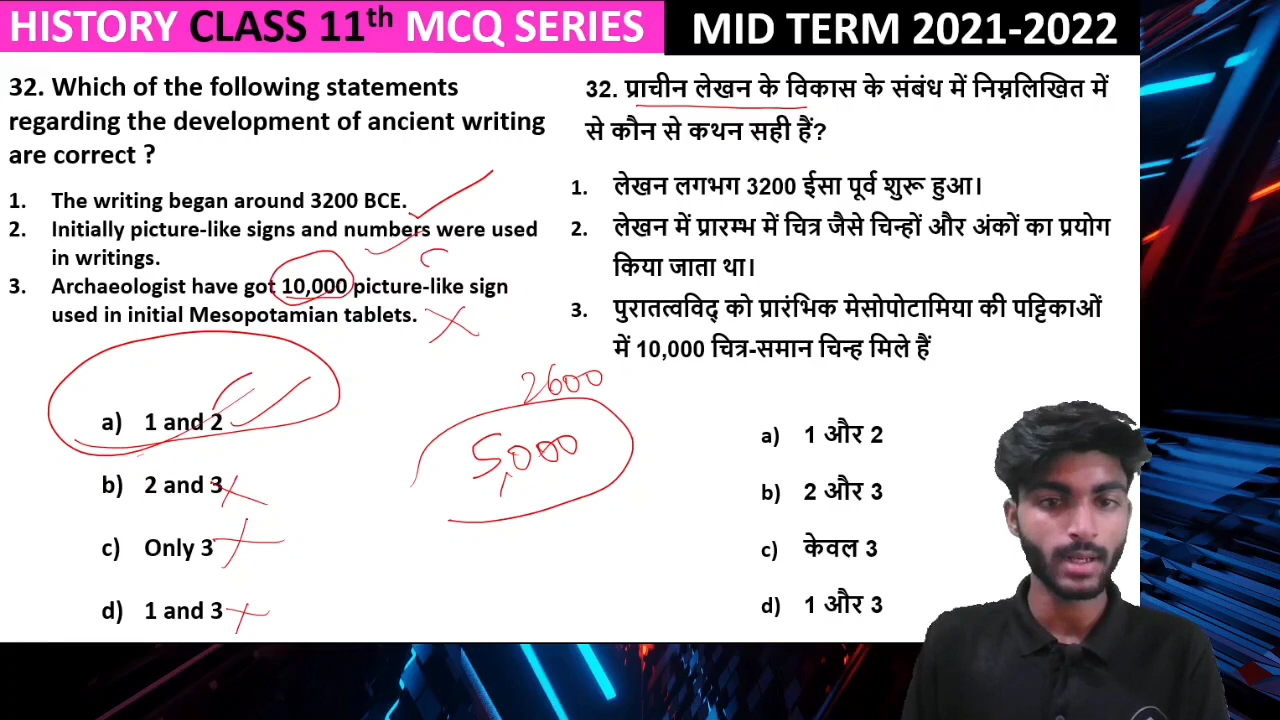 HISTORY CLASS 11th MCQ SERIES
MID TERM 2021-2022
32. Which of the following statements
regarding the development of ancient writing
are correct ?
1. The writing began around 3200 BCE.
2. Initially picture-like signs and numbers were used
in writings.
3. Archaeologist have got 10,000 picture-like sign
used in initial Mesopotamian tablets.
a) 1 and 2
b) 2 and 3
c) Only 3
d) 1 and 3
2600
5,000
32. प्राचीन लेखन के विकास के संबंध में निम्नलिखित में
से कौन से कथन सही हैं?
1. लेखन लगभग 3200 ईसा पूर्व शुरू हुआ।
2. लेखन में प्रारम्भ में चित्र जैसे चिन्हों और अंकों का प्रयोग
किया जाता था।
3. पुरातत्वविद् को प्रारंभिक मेसोपोटामिया की पट्टिकाओं
में 10,000 चित्र-समान चिन्ह मिले हैं
a) 1 और 2
b) 2 और 3
c) केवल 3
d) 1 और 3